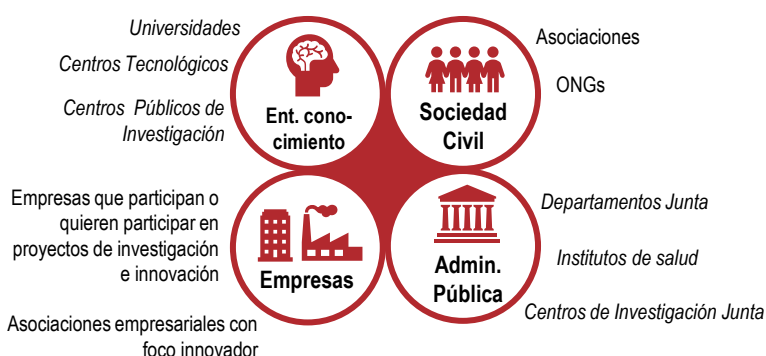 Universidades
Centros Tecnológicos
Centros Públicos de
Investigación
Ent. cono-
cimiento
Sociedad
Civil
Asociaciones
ONGs
Empresas que participan o
quieren participar en
proyectos de investigación
e innovación
Asociaciones empresariales con
foco innovador
Empresas
Admin.
Pública
Departamentos Junta
Institutos de salud
Centros de Investigación Junta